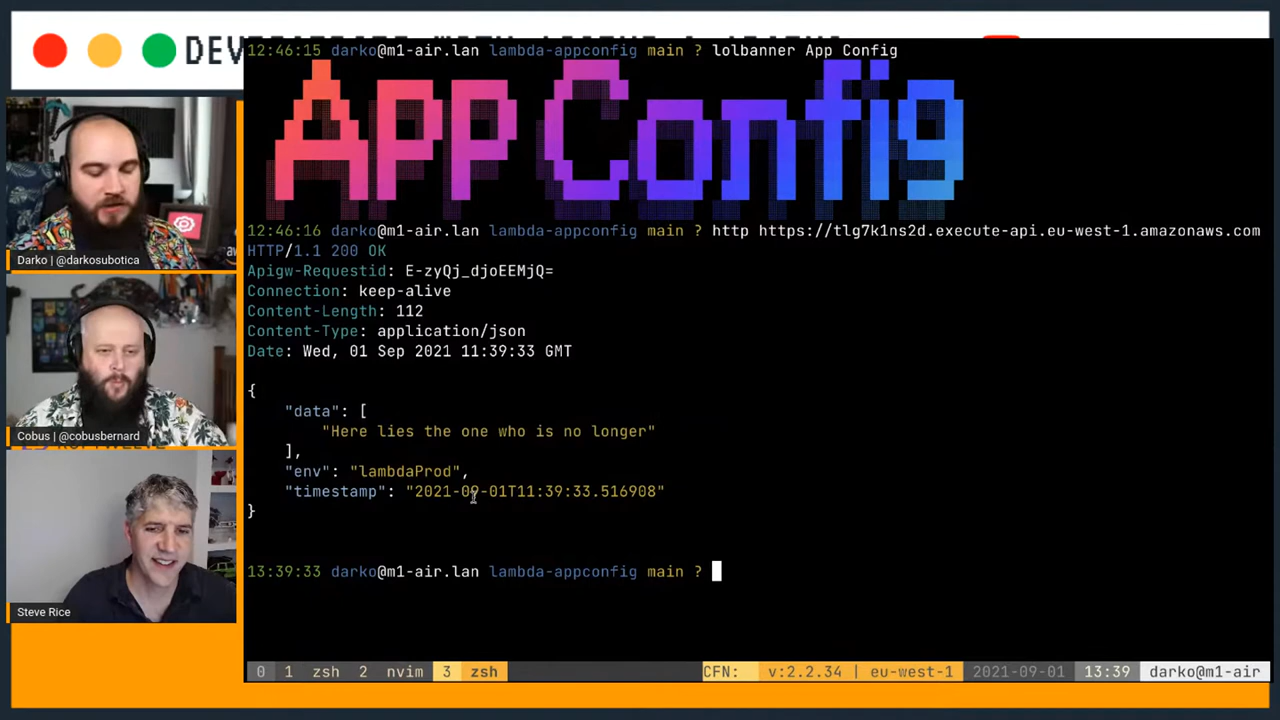 12:46:15 darko@m1-air.lan lambda-appconfig main ? lolbanner App Config
App Config
12:46:16 darko@m1-air.lan lambda-appconfig main ? http https://tlg7k1ns2d.execute-api.eu-west-1.amazonaws.com
HTTP/1.1 200 OK
Apigw-Requestid: E-zyQj_djoEEMjQ=
Connection: keep-alive
Content-Length: 112
Content-Type: application/json
Date: Wed, 01 Sep 2021 11:39:33 GMT
{
"data": [
"Here lies the one who is no longer"
],
"env": "lambdaProd",
"timestamp": "2021-09-01T11:39:33.516908"
}
13:39:33 darko@m1-air.lan lambda-appconfig main ?
0 1 zsh 2 nvim 3 zsh CFN: v:2.2.34 | eu-west-1 2021-09-01 13:39 darko@m1-air
Darko | @darkosubotica
Cobus | @cobusbernard
Steve Rice